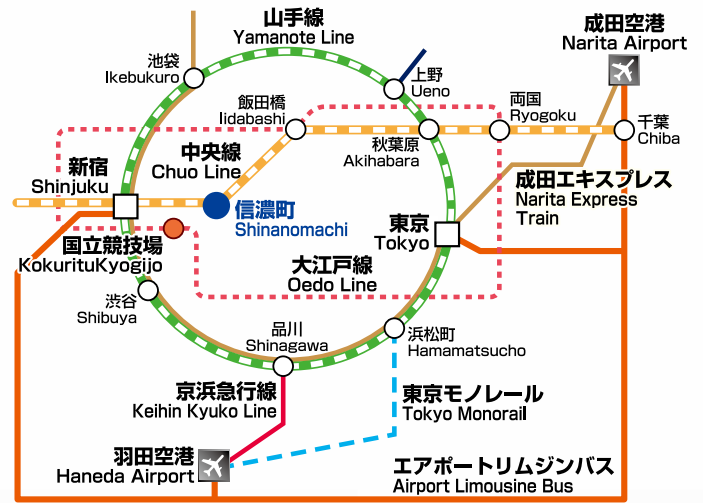 山手線
Yamanote Line
成田空港
Narita Airport
池袋
Ikebukuro
上野
Ueno
飯田橋
Iidabashi
両国
Ryogoku
千葉
Chiba
秋葉原
Akihabara
中央線
Chuo Line
新宿
Shinjuku
信濃町
Shinanomachi
成田エキスプレス
Narita Express
Train
東京
Tokyo
国立競技場
KokurituKyogijo
大江戸線
Oedo Line
渋谷
Shibuya
品川
Shinagawa
浜松町
Hamamatsucho
京浜急行線
Keihin Kyuko Line
東京モノレール
Tokyo Monorail
羽田空港
Haneda Airport
エアポートリムジンバス
Airport Limousine Bus